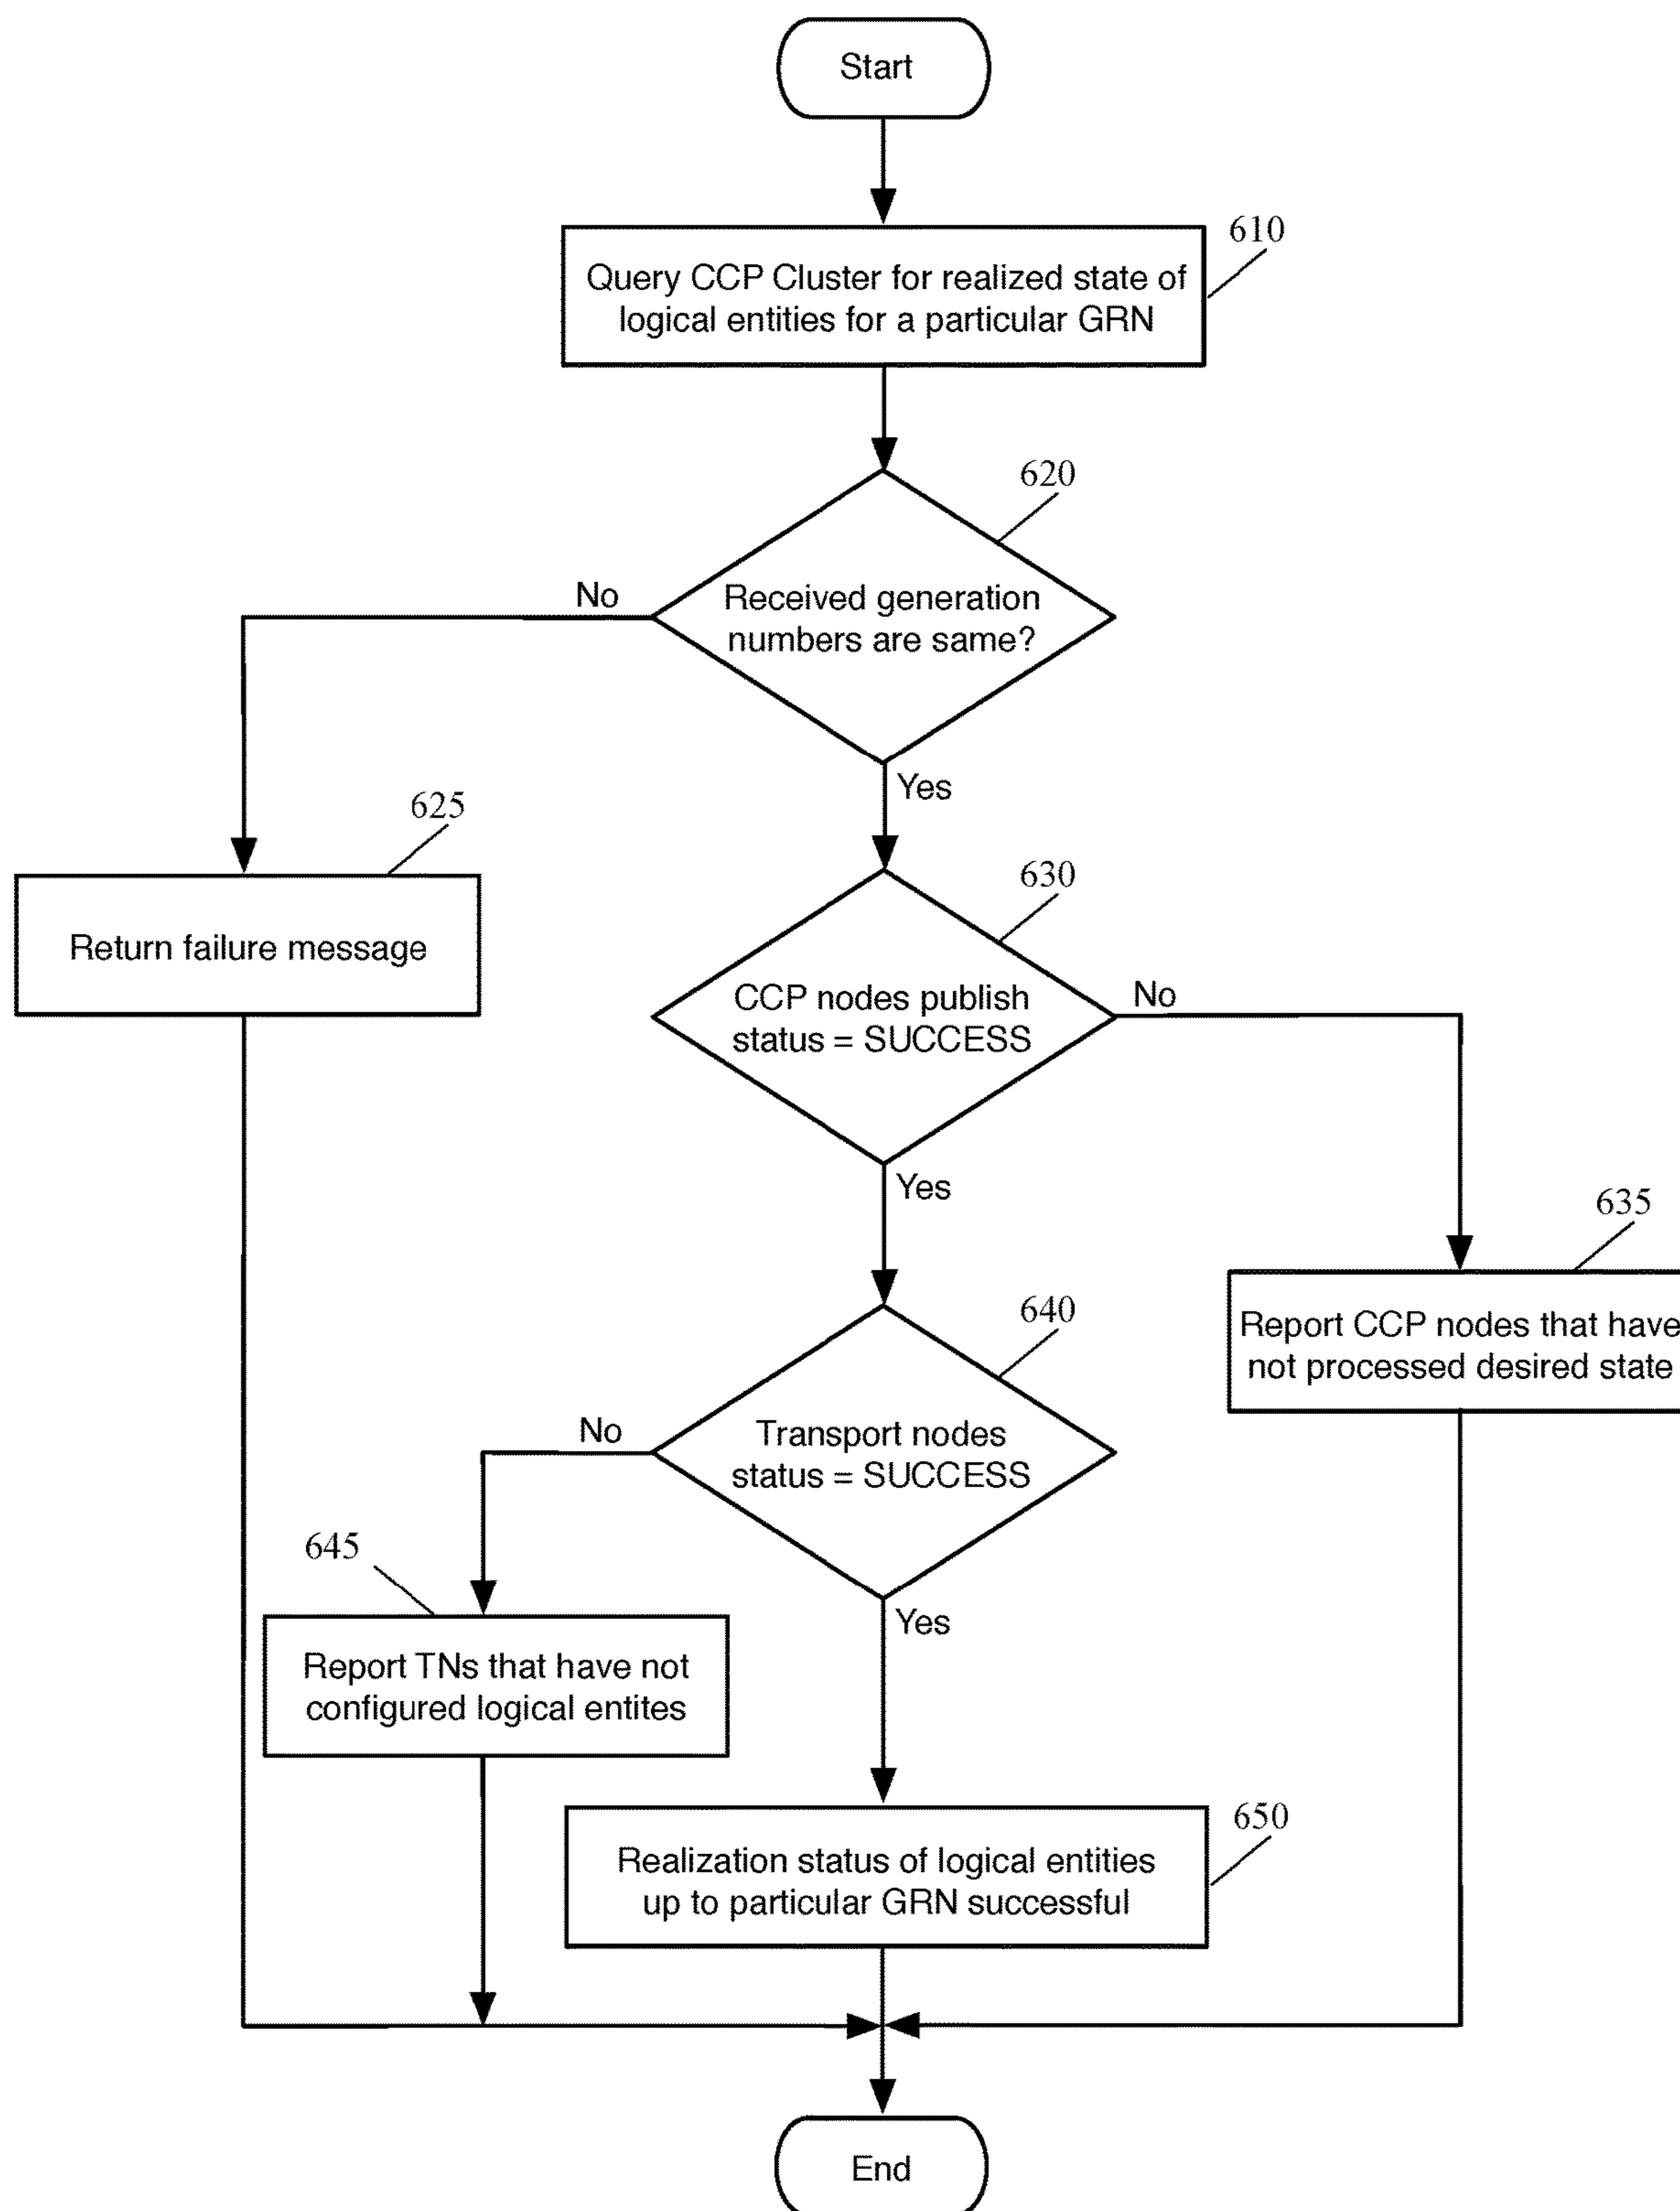 Start
610
Query CCP Cluster for realized state of
logical entities for a particular GRN
620
No
Received generation
numbers are same?
Yes
625
Return failure message
630
CCP nodes publish
status = SUCCESS
No
Yes
635
Report CCP nodes that have
not processed desired state
640
No
Transport nodes
status = SUCCESS
645
Yes
Report TNs that have not
configured logical entites
650
Realization status of logical entities
up to particular GRN successful
End